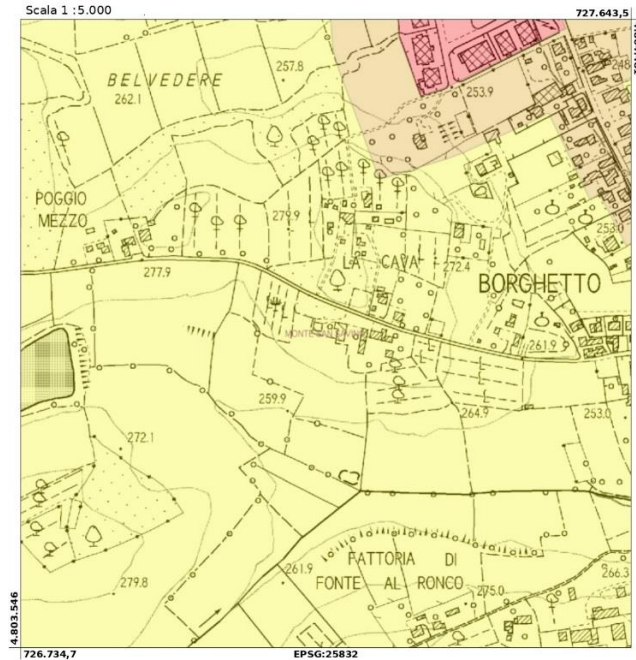 Scala 1 :5.000
727.643,5
BELVEDERE
262.1
257.8
253.9
248
POGGIO
MEZZO
279.9
253.0
LA CAVA
272.4
277.9
BORGHETTO
261.9
259.9
264.9
253.0
272.1
261.9
FATTORIA DI
FONTE AL RONCO
266.3
279.8
275.0
4.803.546
726.734,7
EPSG:25832